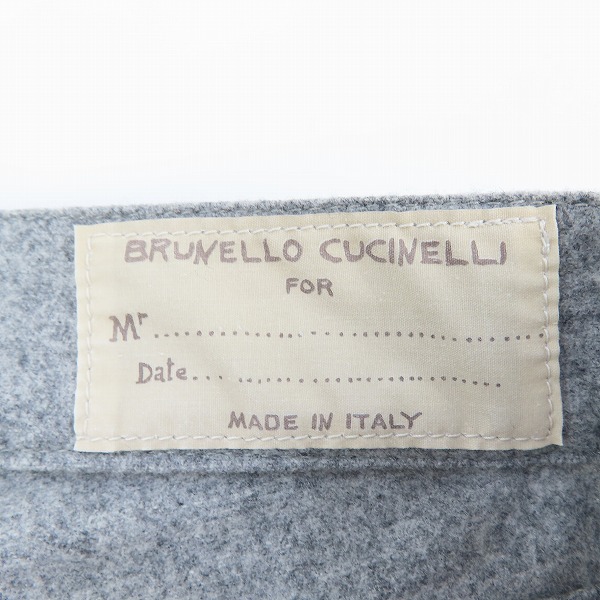 BRUNELLO CUCINELLI
FOR
Mr..............................................
Date....................................
MADE IN ITALY